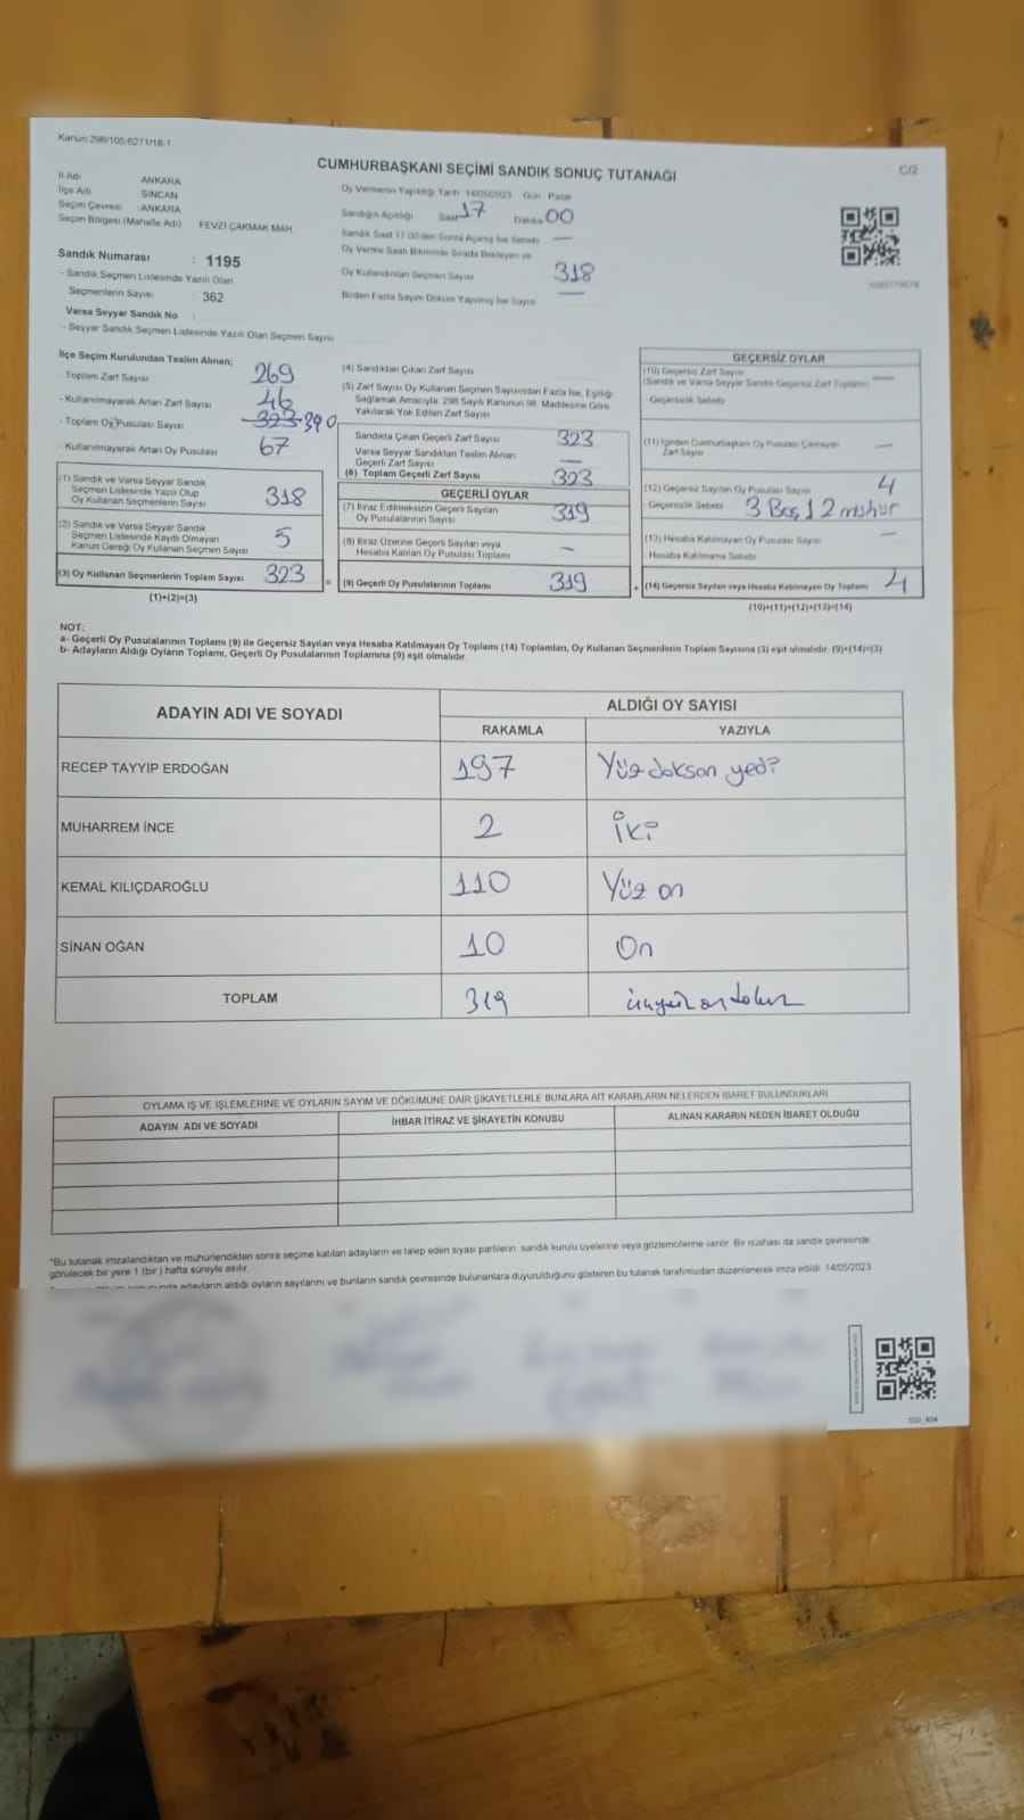 Kanun: 298/105-6271/18-1
CUMHURBAŞKANI SEÇİMİ SANDIK SONUÇ TUTANAĞI
C/2
İl Adı ANKARA
İlçe Adı SİNCAN
Seçim Çevresi : ANKARA
Seçim Bölgesi (Mahalle Adı) FEVZİ ÇAKMAK MAH
Oy Vermenin Yapıldığı Tarih 14/05/2023 Gün Pazar
Sandığın Açıldığı Saat 17 Dakika 00
Sandık Saat 17.00'den Sonra Açılmış İse Sebebi —
Oy Verme Saati Bitiminde Sırada Bekleyen ve
Oy Kullandırılan Seçmen Sayısı 318
Birden Fazla Sayım Döküm Yapılmış İse Sayısı —
Sandık Numarası : 1195
- Sandık Seçmen Listesinde Yazılı Olan
Seçmenlerin Sayısı 362
Varsa Seyyar Sandık No :
- Seyyar Sandık Seçmen Listesinde Yazılı Olan Seçmen Sayısı
İlçe Seçim Kurulundan Teslim Alınan;
Toplam Zarf Sayısı 269
- Kullanılmayarak Artan Zarf Sayısı 46
- Toplam Oy Pusulası Sayısı 323-390
- Kullanılmayarak Artan Oy Pusulası 67
(1) Sandık ve Varsa Seyyar Sandık
Seçmen Listesinde Yazılı Olup
Oy Kullanan Seçmenlerin Sayısı 318
(2) Sandık ve Varsa Seyyar Sandık
Seçmen Listesinde Kayıtlı Olmayan
Kanun Gereği Oy Kullanan Seçmen Sayısı 5
(3) Oy Kullanan Seçmenlerin Toplam Sayısı 323
(1)+(2)=(3)
(4) Sandıktan Çıkan Zarf Sayısı
(5) Zarf Sayısı Oy Kullanan Seçmen Sayısından Fazla İse, Eşitliği
Sağlamak Amacıyla 298 Sayılı Kanunun 98. Maddesine Göre
Yakılarak Yok Edilen Zarf Sayısı
Sandıkta Çıkan Geçerli Zarf Sayısı 323
Varsa Seyyar Sandıktan Teslim Alınan
Geçerli Zarf Sayısı —
(6) Toplam Geçerli Zarf Sayısı 323
GEÇERLİ OYLAR
(7) İtiraz Edilmeksizin Geçerli Sayılan
Oy Pusulalarının Sayısı 319
(8) İtiraz Üzerine Geçerli Sayılan veya
Hesaba Katılan Oy Pusulası Toplamı —
(9) Geçerli Oy Pusulalarının Toplamı 319
GEÇERSİZ OYLAR
(10) Geçersiz Zarf Sayısı
(Sandık ve Varsa Seyyar Sandık Geçersiz Zarf Toplamı) —
Geçersizlik Sebebi
(11) İçinden Cumhurbaşkanı Oy Pusulası Çıkmayan
Zarf Sayısı —
(12) Geçersiz Sayılan Oy Pusulası Sayısı 4
Geçersizlik Sebebi 3 Boş 1 2 mühür
(13) Hesaba Katılmayan Oy Pusulası Sayısı —
Hesaba Katılmama Sebebi
(14) Geçersiz Sayılan veya Hesaba Katılmayan Oy Toplamı 4
(10)+(11)+(12)+(13)=(14)
NOT:
a- Geçerli Oy Pusulalarının Toplamı (9) ile Geçersiz Sayılan veya Hesaba Katılmayan Oy Toplamı (14) Toplamları, Oy Kullanan Seçmenlerin Toplam Sayısına (3) eşit olmalıdır. (9)+(14)=(3)
b- Adayların Aldığı Oyların Toplamı, Geçerli Oy Pusulalarının Toplamına (9) eşit olmalıdır.
ADAYIN ADI VE SOYADI ALDIĞI OY SAYISI
RAKAMLA YAZIYLA
RECEP TAYYIP ERDOĞAN 197 Yüz doksan yedi
MUHARREM İNCE 2 iki
KEMAL KILIÇDAROĞLU 110 Yüz on
SİNAN OĞAN 10 On
TOPLAM 319 üçyüz on dokuz
OYLAMA İŞ VE İŞLEMLERİNE VE OYLARIN SAYIM VE DÖKÜMÜNE DAİR ŞİKAYETLERLE BUNLARA AİT KARARLARIN NELERDEN İBARET BULUNDUKLARI
ADAYIN ADI VE SOYADI İHBAR İTİRAZ VE ŞİKAYETİN KONUSU ALINAN KARARIN NEDEN İBARET OLDUĞU
*Bu tutanak imzalandıktan ve mühürlendikten sonra seçime katılan adayların ve talep eden siyasi partilerin sandık kurulu üyelerine veya gözlemcilerine verilir. Bir nüshası da sandık çevresinde
görülecek bir yere 1 (bir) hafta süreyle asılır.
adayların aldığı oyların sayılarını ve bunların sandık çevresinde bulunanlara duyurulduğunu gösteren bu tutanak tarafımızdan düzenlenerek imza edildi. 14/05/2023